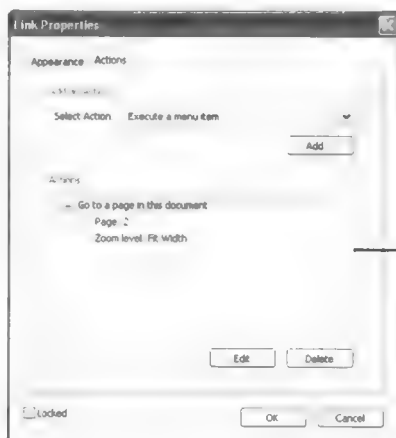 Link Properties
Appearance Actions
Select Action Execute a menu item
Add
Actions
Go to a page in this document
Page 2
Zoom level Fit Width
Edit Delete
Locked OK Cancel